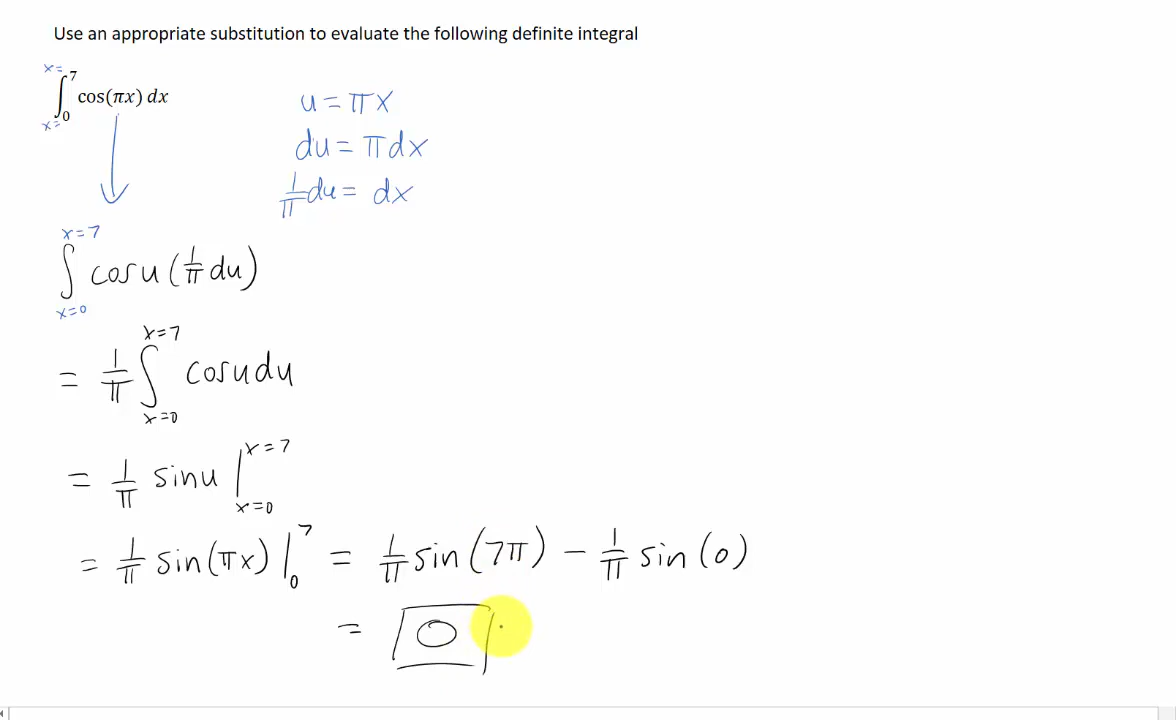 Use an appropriate substitution to evaluate the following definite integral
x= 7
∫ cos(πx) dx
x= 0
u = πx
du = π dx
1/π du = dx
x=7
∫ cos u (1/π du)
x=0
x=7
= 1/π ∫ cos u du
x=0
= 1/π sin u | x=7
x=0
= 1/π sin(πx) |₀⁷ = 1/π sin(7π) − 1/π sin(0)
= 0